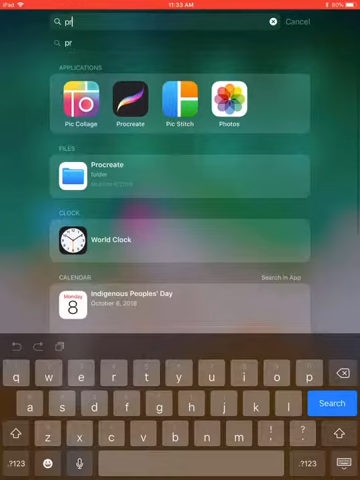 iPad
11:33 AM
80%
pr
Cancel
pr
APPLICATIONS
Pic Collage
Procreate
Pic Stitch
Photos
FILES
Procreate
folder
CLOCK
World Clock
CALENDAR
Search in App
Monday
8
Indigenous Peoples' Day
October 8, 2018
q w e r t y u i o p
a s d f g h j k l
Search
z x c v b n m ! , ? .
.?123
.?123